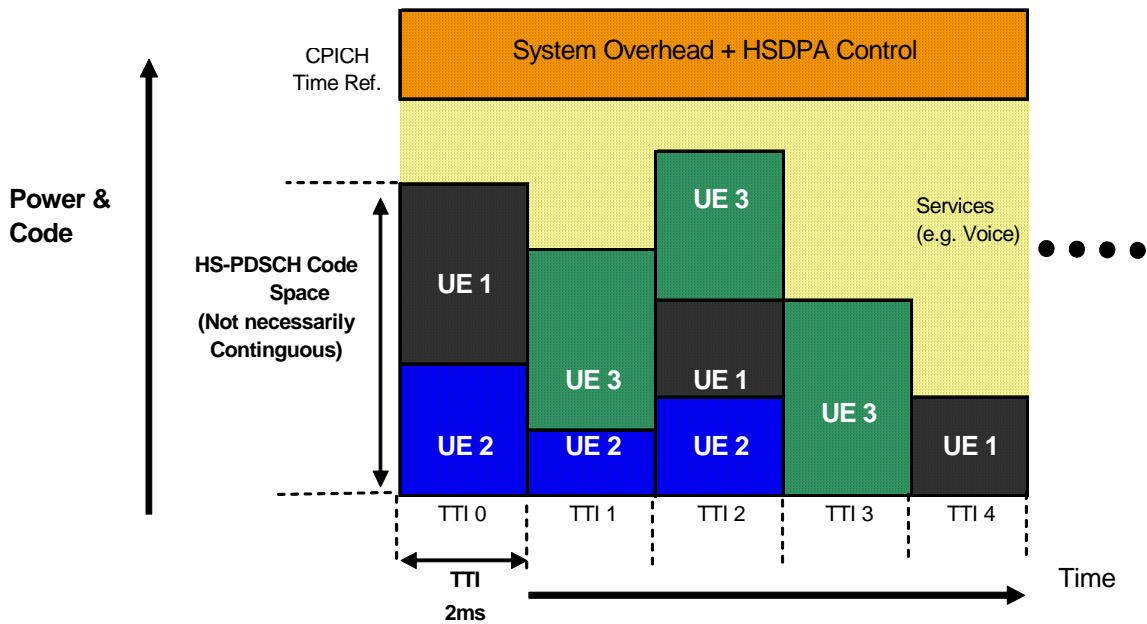 System Overhead + HSDPA Control
CPICH
Time Ref.
Power &
Code
HS-PDSCH Code
Space
(Not necessarily
Continguous)
UE 1
UE 2
UE 3
UE 2
UE 3
UE 1
UE 2
UE 3
UE 1
Services
(e.g. Voice)
TTI 0
TTI 1
TTI 2
TTI 3
TTI 4
TTI
2ms
Time